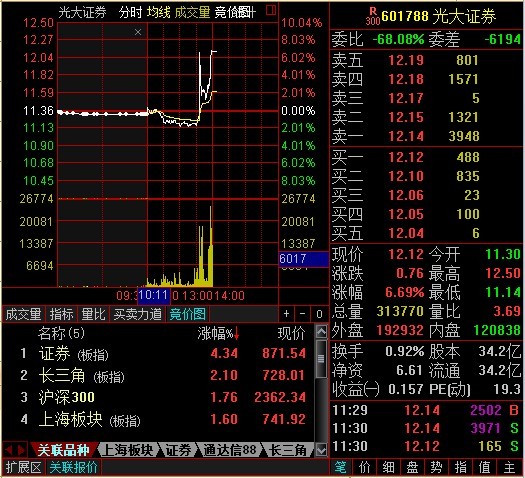 光大证券 分时 均线 成交量 竞价图
R 300 601788 光大证券
12.50 10.04%
12.27 8.03%
12.04 6.02%
11.82 4.01%
11.59 2.01%
11.36 0.00%
11.13 2.01%
10.90 4.01%
10.68 6.02%
10.45 8.03%
26774 26774
20081 20081
13387 13387
6694
6017
10:11 13:00 14:00
成交量 指标 量比 买卖力道 竞价图 + - 0
名称(5) 涨幅%↓ 现价
1 证券 (板指) 4.34 871.54
2 长三角 (板指) 2.10 728.01
3 沪深300 1.76 2362.34
4 上海板块 (板指) 1.60 741.92
关联品种 上海板块 证券 通达信88 长三角
扩展区 关联报价
委比 -68.08% 委差 -6194
卖五 12.19 801
卖四 12.18 1571
卖三 12.17 5
卖二 12.15 1321
卖一 12.14 3948
买一 12.12 488
买二 12.10 835
买三 12.06 23
买四 12.05 100
买五 12.04 6
现价 12.12 今开 11.30
涨跌 0.76 最高 12.50
涨幅 6.69% 最低 11.14
总量 313770 量比 3.69
外盘 192932 内盘 120838
换手 0.92% 股本 34.2亿
净资 6.61 流通 34.2亿
收益(一) 0.157 PE(动) 19.3
11:29 12.14 2502 B
11:30 12.14 3971 S
11:30 12.12 165 S
笔 价 细 盘 势 指 值 主